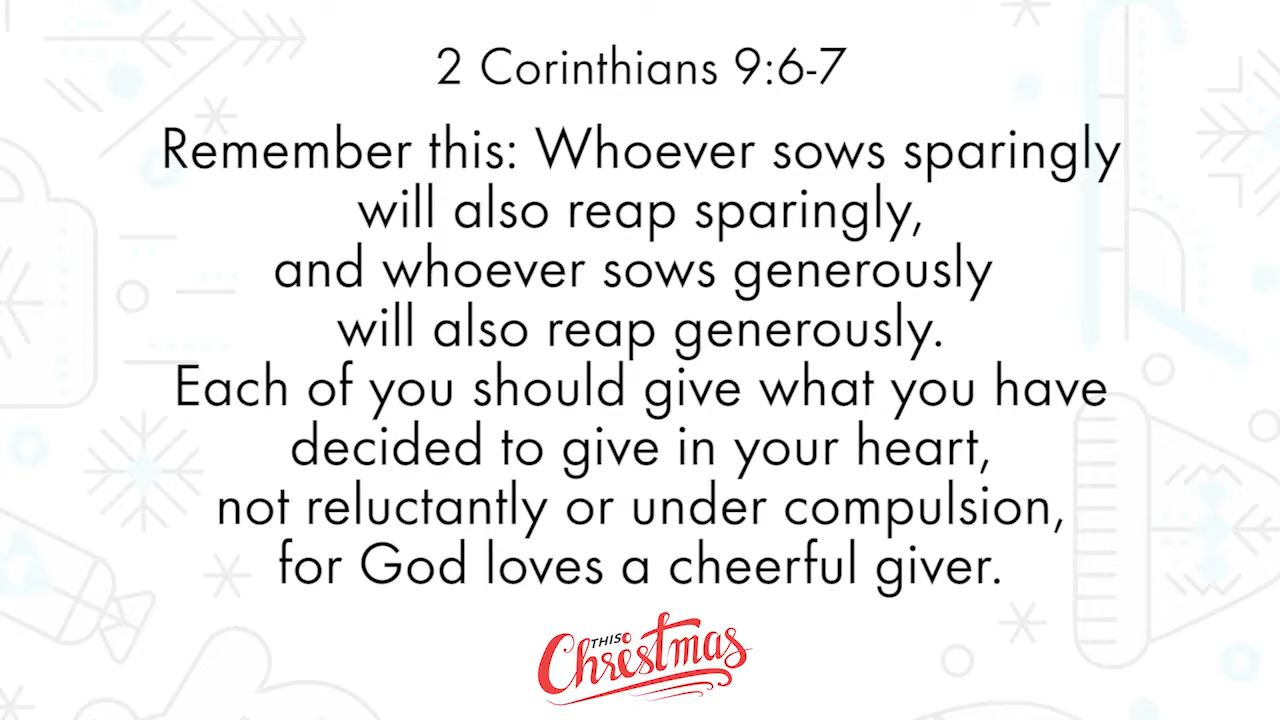 2 Corinthians 9:6-7
Remember this: Whoever sows sparingly
will also reap sparingly,
and whoever sows generously
will also reap generously.
Each of you should give what you have
decided to give in your heart,
not reluctantly or under compulsion,
for God loves a cheerful giver.
THIS
Chrestmas